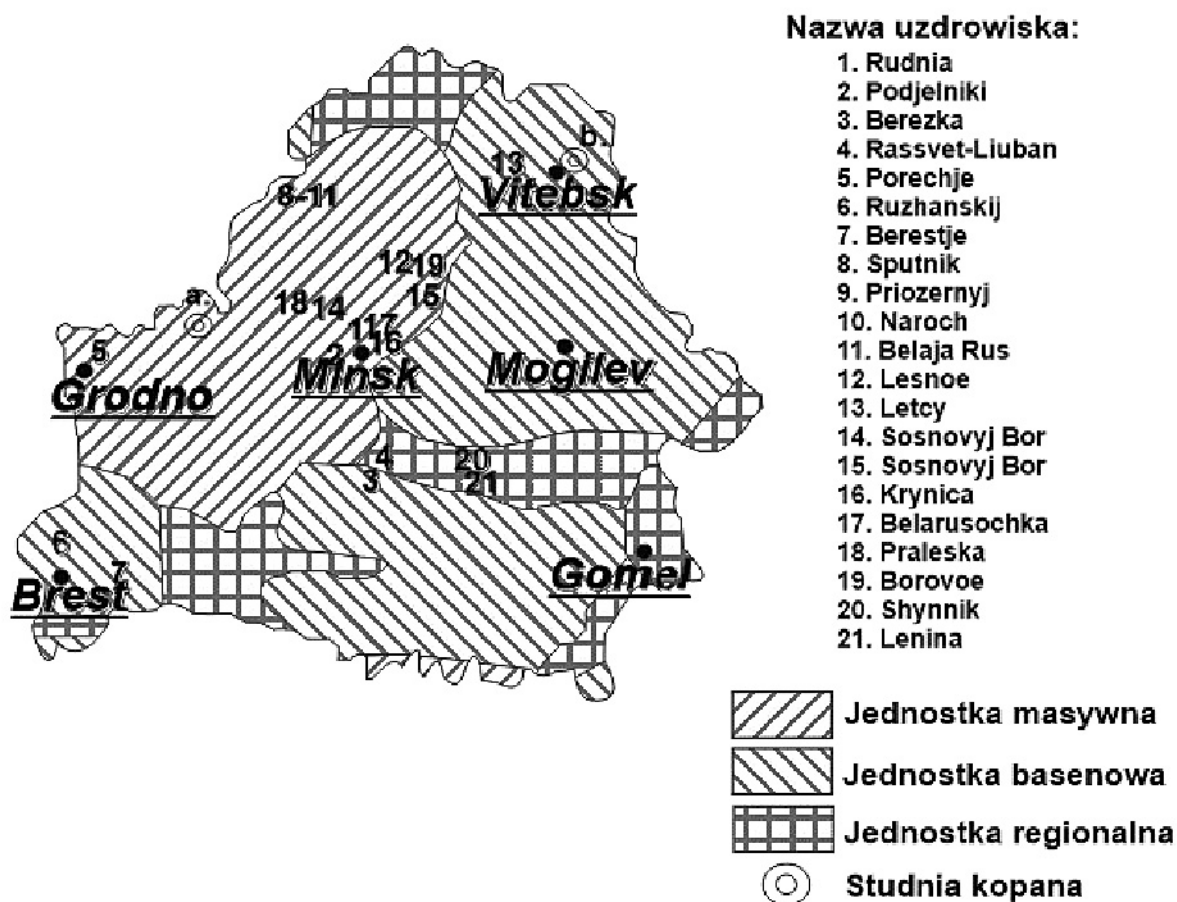 Nazwa uzdrowiska:
1. Rudnia
2. Podjelniki
3. Berezka
4. Rassvet-Liuban
5. Porechje
6. Ruzhanskij
7. Berestje
8. Sputnik
9. Priozernyj
10. Naroch
11. Belaja Rus
12. Lesnoe
13. Letcy
14. Sosnovyj Bor
15. Sosnovyj Bor
16. Krynica
17. Belarusochka
18. Praleska
19. Borovoe
20. Shynnik
21. Lenina
b.
13
Vitebsk
8-11
12 19
15
a.
18 14
1 17
16
5
2
Minsk
Mogilev
Grodno
4
20
3
21
6
7
Brest
Gomel
Jednostka masywna
Jednostka basenowa
Jednostka regionalna
Studnia kopana